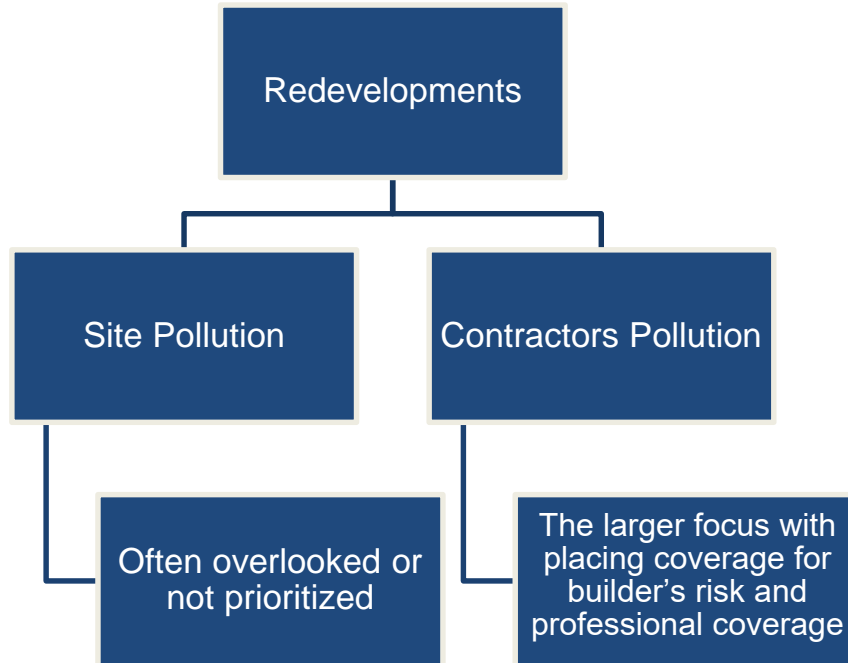 Redevelopments
Site Pollution
Contractors Pollution
Often overlooked or
not prioritized
The larger focus with
placing coverage for
builder’s risk and
professional coverage